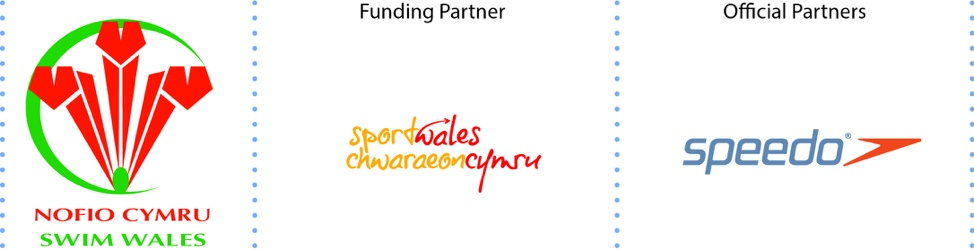 NOFIO CYMRU
SWIM WALES
Funding Partner
sportwales
chwaraeoncymru
Official Partners
speedo®